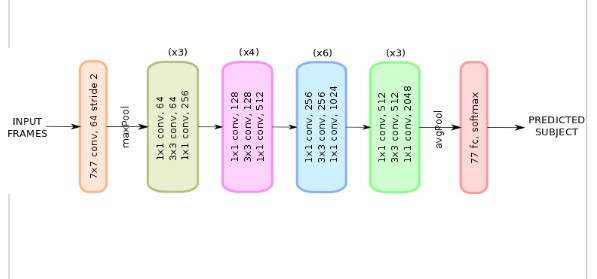 (x3)
(x4)
(x6)
(x3)
INPUT
FRAMES
7x7 conv, 64 stride 2
maxPool
1x1 conv, 64
3x3 conv, 64
1x1 conv, 256
1x1 conv, 128
3x3 conv, 128
1x1 conv, 512
1x1 conv, 256
3x3 conv, 256
1x1 conv, 1024
1x1 conv, 512
3x3 conv, 512
1x1 conv, 2048
avgPool
77 fc, softmax
PREDICTED
SUBJECT